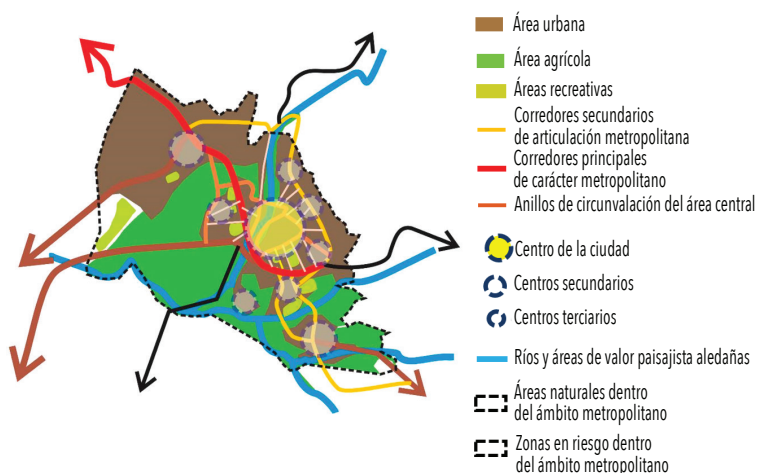 Área urbana
Área agrícola
Áreas recreativas
Corredores secundarios
de articulación metropolitana
Corredores principales
de carácter metropolitano
Anillos de circunvalación del área central
Centro de la ciudad
Centros secundarios
Centros terciarios
Ríos y áreas de valor paisajista aledañas
Áreas naturales dentro
del ámbito metropolitano
Zonas en riesgo dentro
del ámbito metropolitano